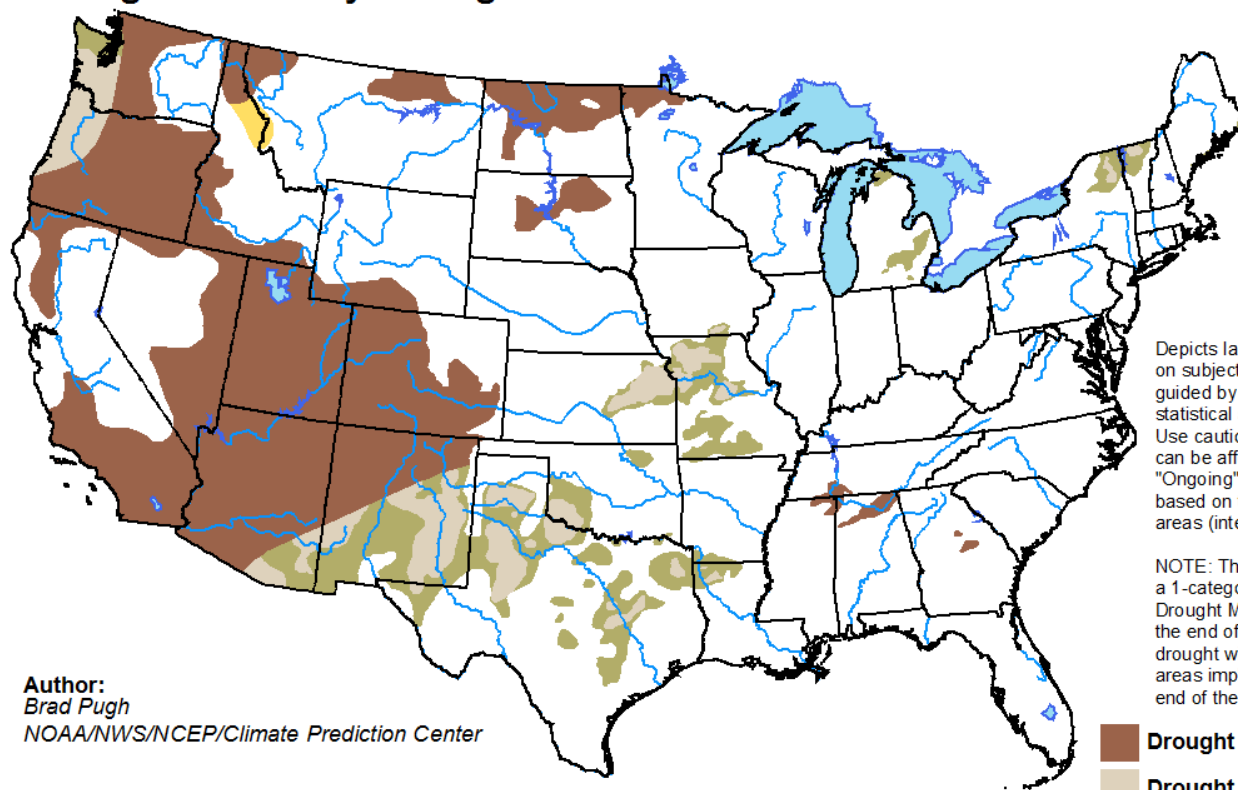 Depicts la
on subject
guided by
statistical
Use cautio
can be affe
"Ongoing"
based on
areas (inte
NOTE: Th
a 1-catego
Drought M
the end of
drought w
areas imp
end of the
Author:
Brad Pugh
NOAA/NWS/NCEP/Climate Prediction Center
Drought
Drought